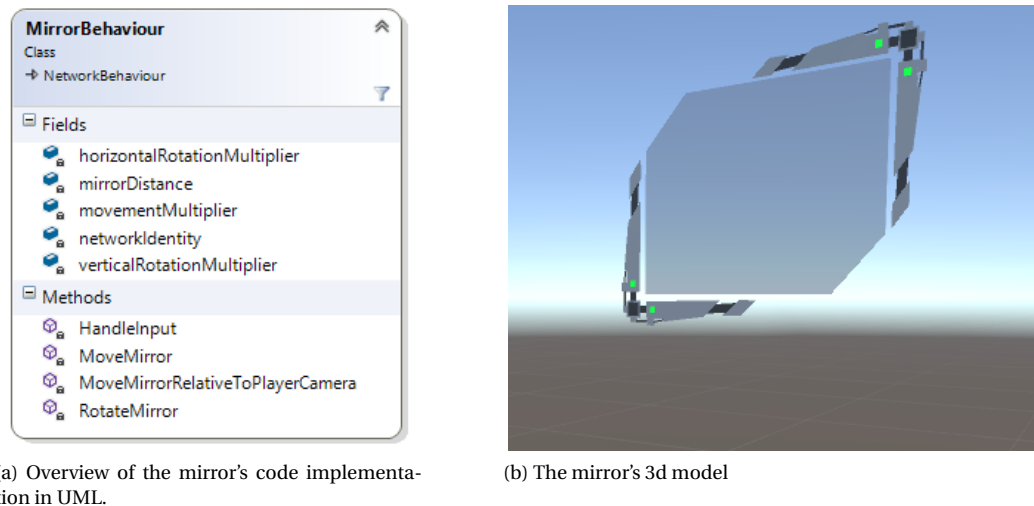 MirrorBehaviour
Class
NetworkBehaviour
Fields
horizontalRotationMultiplier
mirrorDistance
movementMultiplier
networkIdentity
verticalRotationMultiplier
Methods
HandleInput
MoveMirror
MoveMirrorRelativeToPlayerCamera
RotateMirror
(a) Overview of the mirror's code implementa-
tion in UML.
(b) The mirror's 3d model